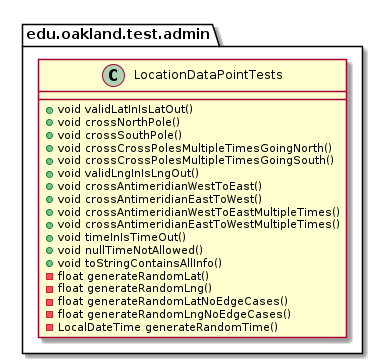 edu.oakland.test.admin
C LocationDataPointTests
void validLatInIsLatOut()
void crossNorthPole()
void crossSouthPole()
void crossCrossPolesMultipleTimesGoingNorth()
void crossCrossPolesMultipleTimesGoingSouth()
void validLngInIsLngOut()
void crossAntimeridianWestToEast()
void crossAntimeridianEastToWest()
void crossAntimeridianWestToEastMultipleTimes()
void crossAntimeridianEastToWestMultipleTimes()
void timeInIsTimeOut()
void nullTimeNotAllowed()
void toStringContainsAllInfo()
float generateRandomLat()
float generateRandomLng()
float generateRandomLatNoEdgeCases()
float generateRandomLngNoEdgeCases()
LocalDateTime generateRandomTime()